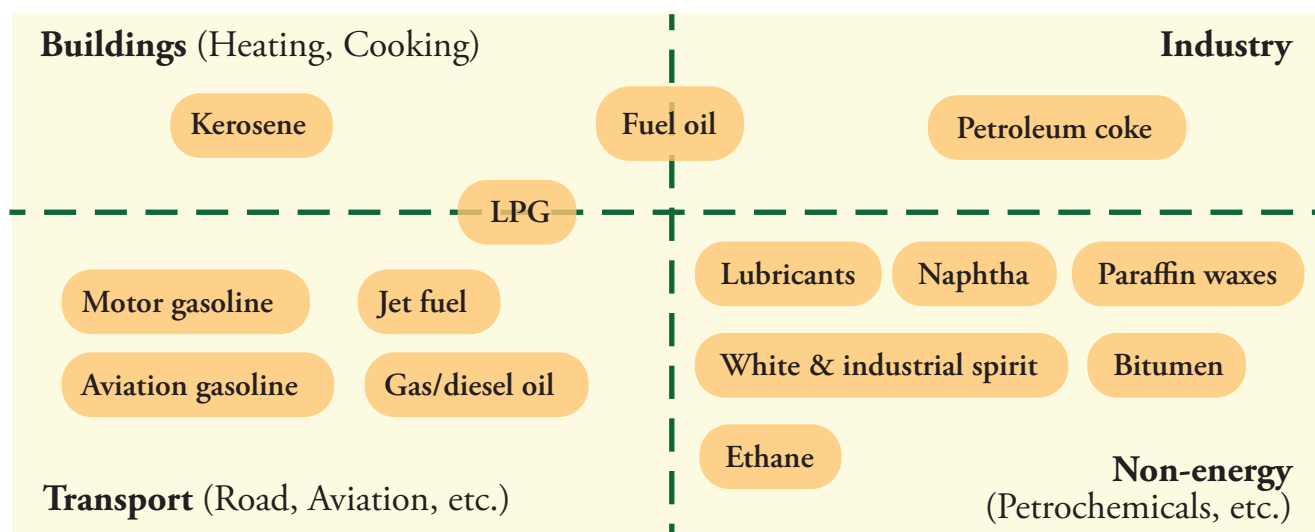 Buildings (Heating, Cooking)
Industry
Kerosene
Fuel oil
Petroleum coke
LPG
Lubricants
Naphtha
Paraffin waxes
Motor gasoline
Jet fuel
White & industrial spirit
Bitumen
Aviation gasoline
Gas/diesel oil
Ethane
Non-energy
(Petrochemicals, etc.)
Transport (Road, Aviation, etc.)